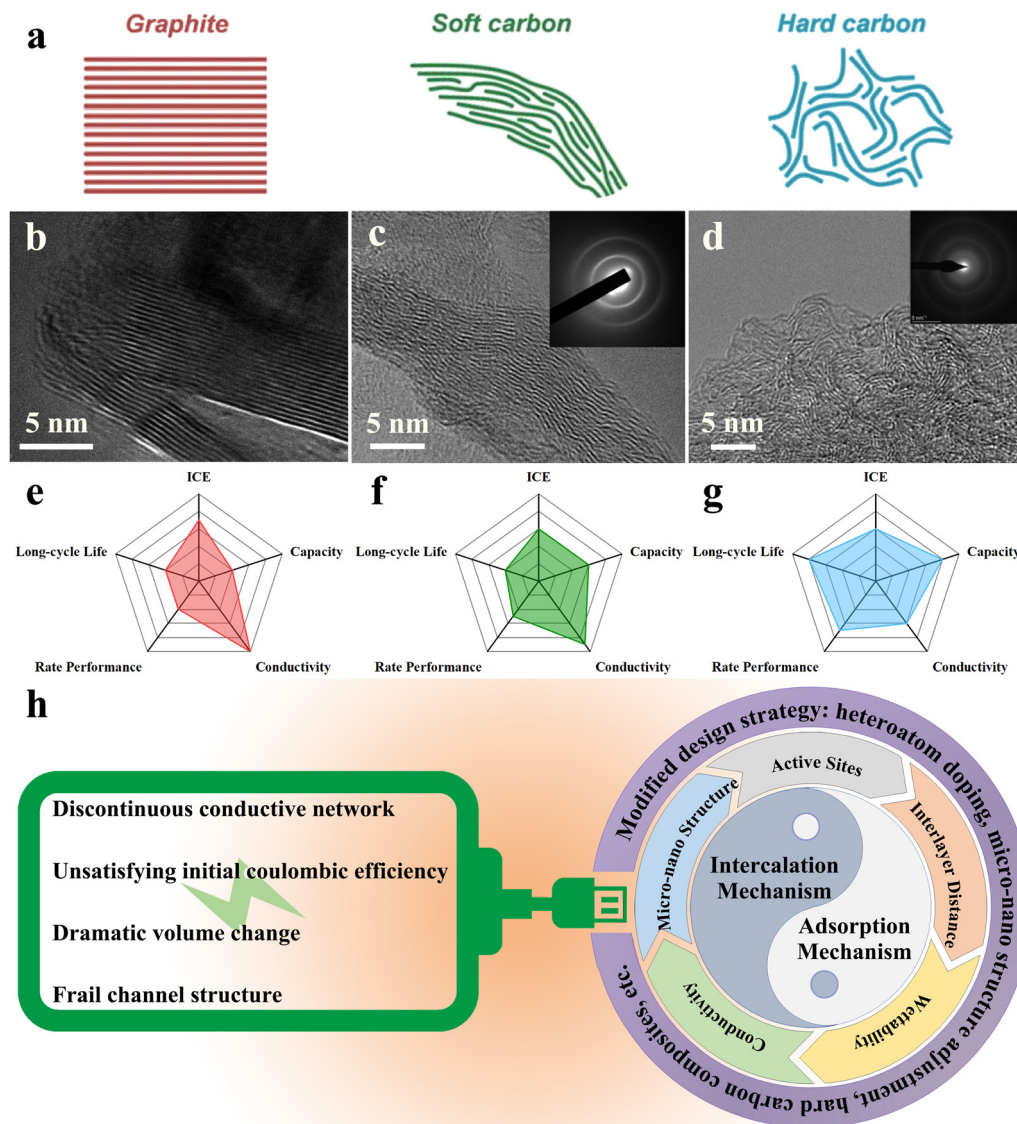 a
Graphite
Soft carbon
Hard carbon
b
5 nm
c
5 nm
d
5 nm
5 nm⁻¹
e
ICE
Long-cycle Life
Capacity
Rate Performance
Conductivity
f
ICE
Long-cycle Life
Capacity
Rate Performance
Conductivity
g
ICE
Long-cycle Life
Capacity
Rate Performance
Conductivity
h
Discontinuous conductive network
Unsatisfying initial coulombic efficiency
Dramatic volume change
Frail channel structure
Modified design strategy: heteroatom doping, micro-nano structure adjustment, hard carbon composites, etc.
Active Sites
Interlayer Distance
Wettability
Conductivity
Micro-nano Structure
Intercalation
Mechanism
Adsorption
Mechanism